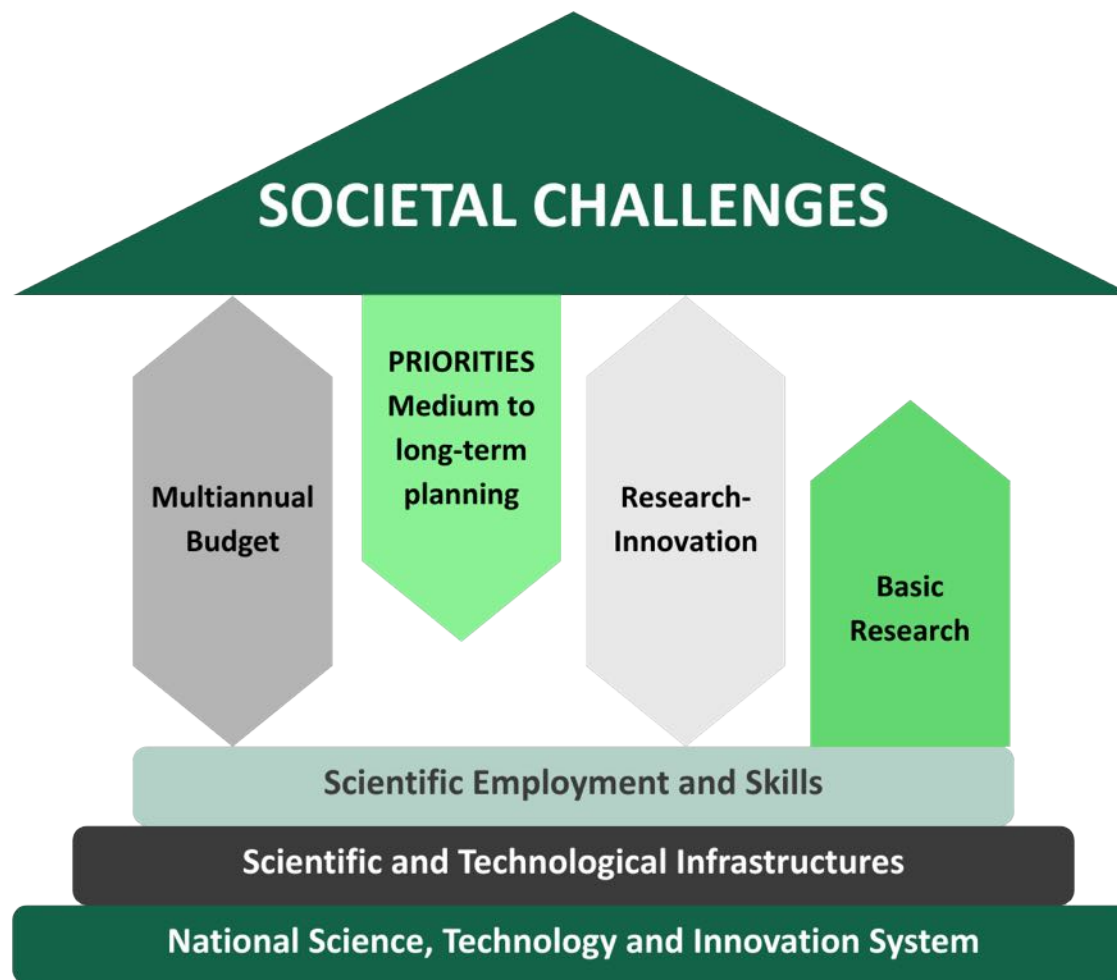 SOCIETAL CHALLENGES
Multiannual
Budget
PRIORITIES
Medium to
long-term
planning
Research-
Innovation
Basic
Research
Scientific Employment and Skills
Scientific and Technological Infrastructures
National Science, Technology and Innovation System